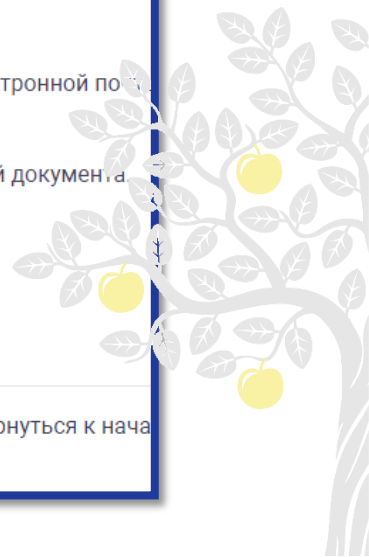 тронной по
й документа.
рнуться к нача